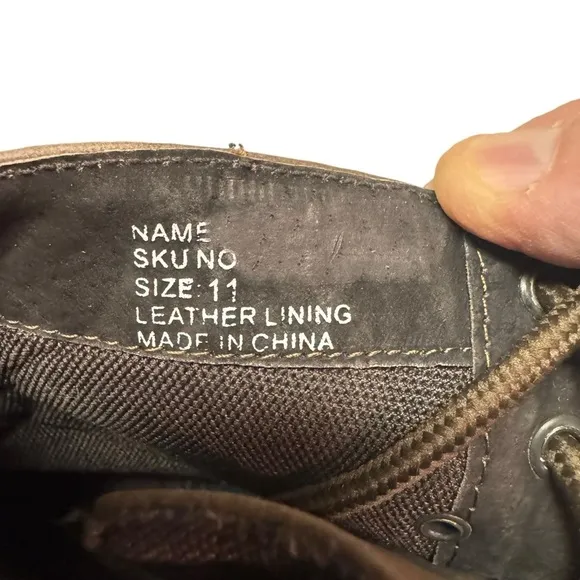 NAME
SKU NO
SIZE: 11
LEATHER LINING
MADE IN CHINA